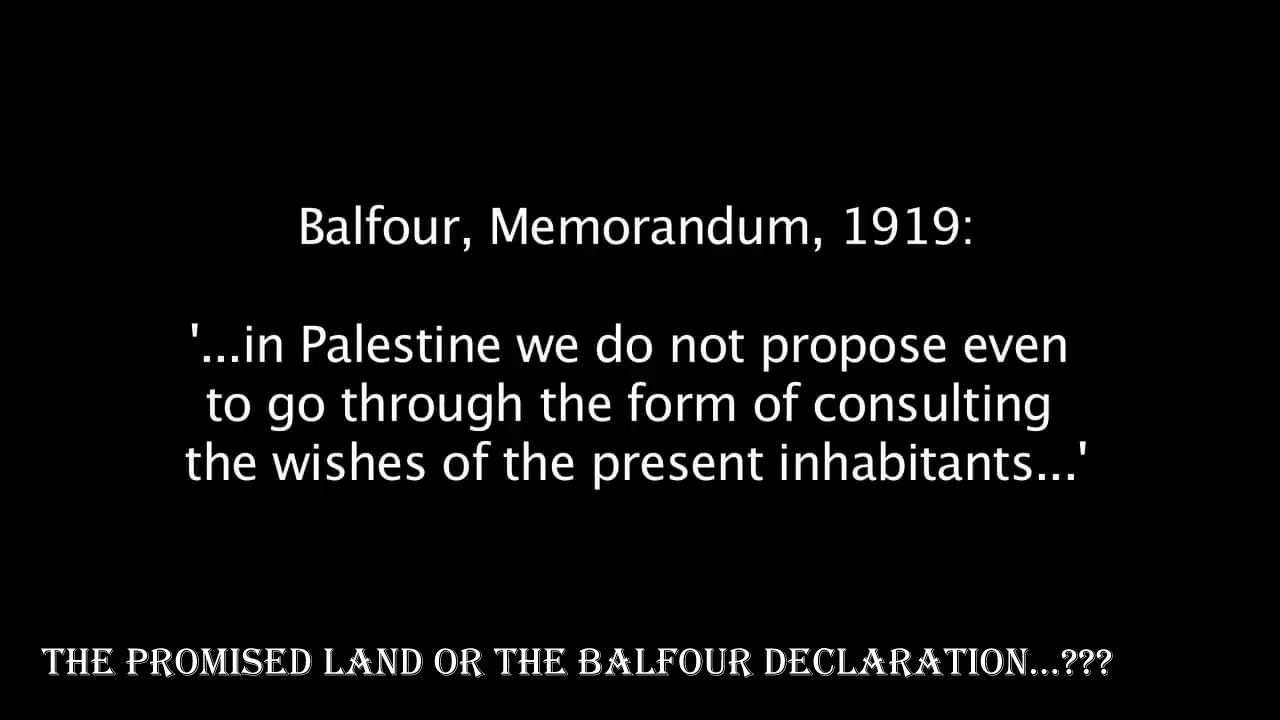 Balfour, Memorandum, 1919:
'...in Palestine we do not propose even
to go through the form of consulting
the wishes of the present inhabitants...'
THE PROMISED LAND OR THE BALFOUR DECLARATION...???